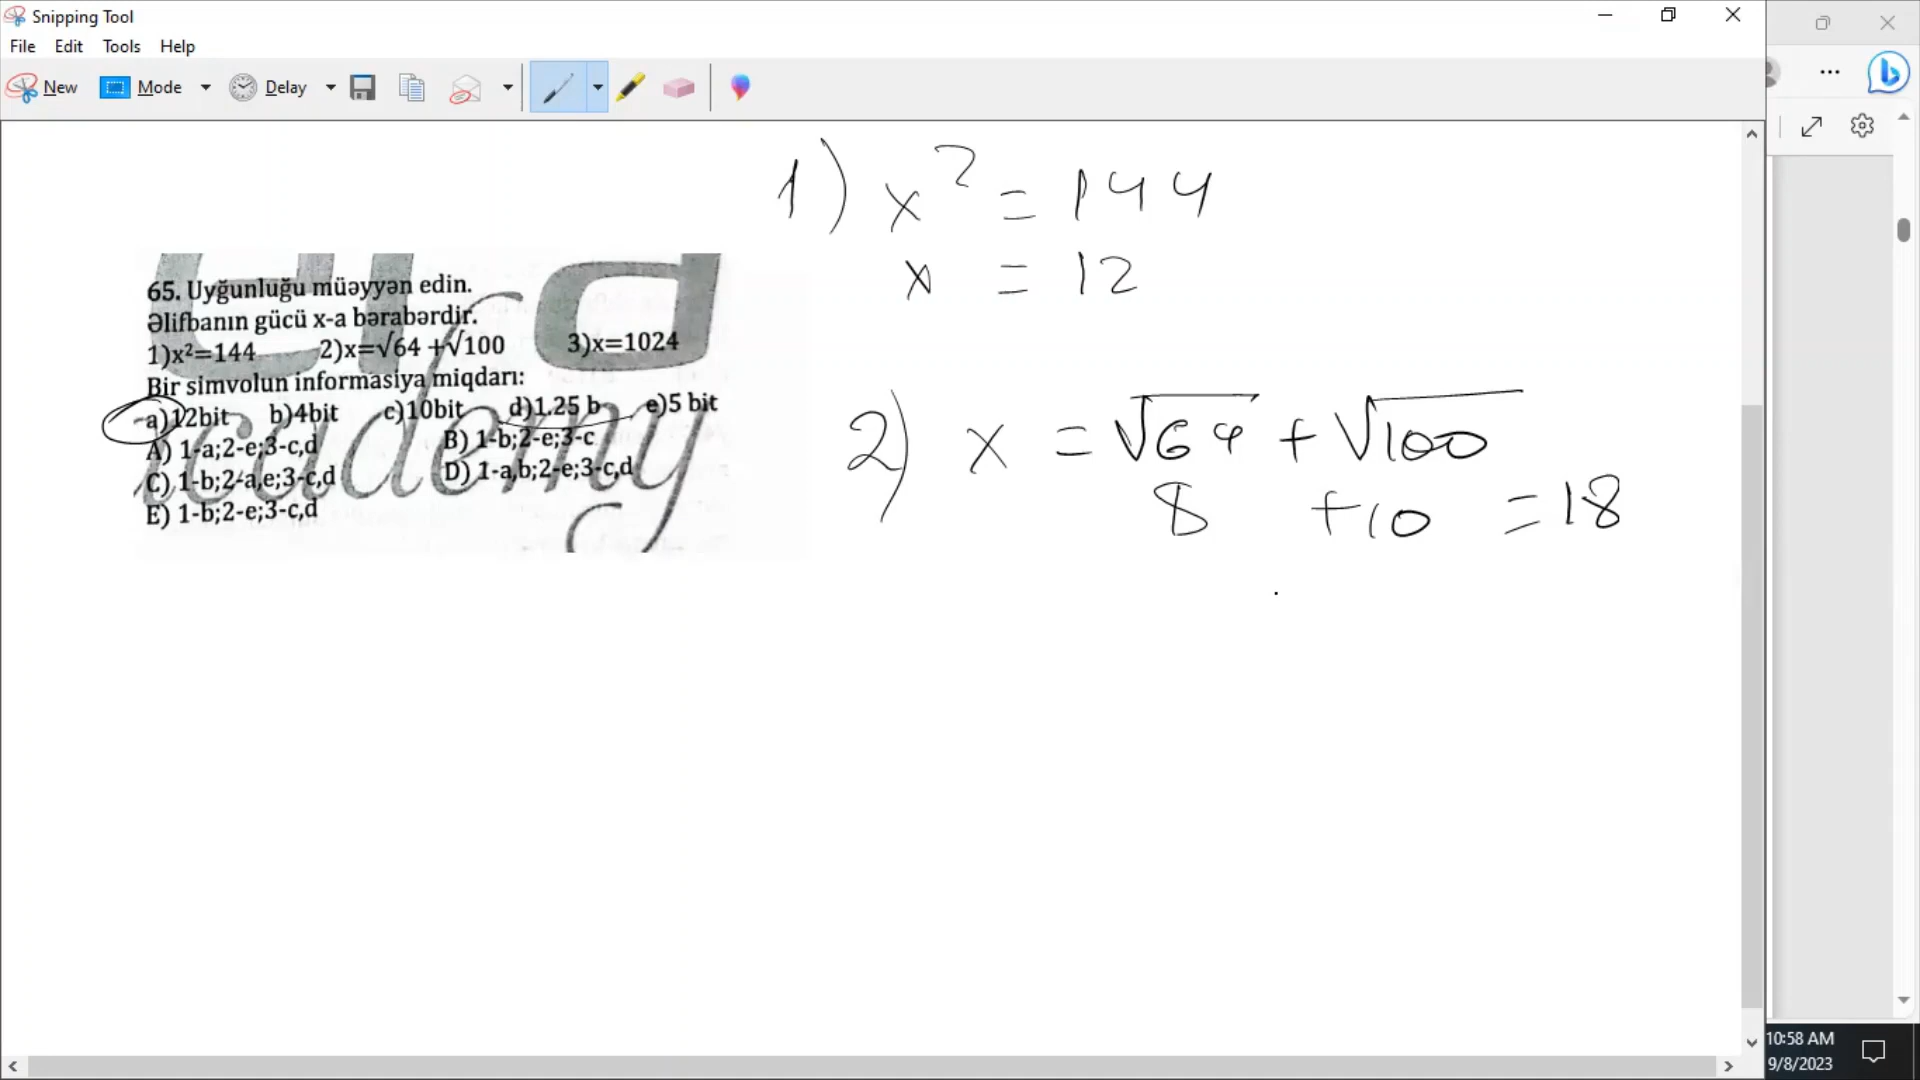 Snipping Tool
File Edit Tools Help
New Mode Delay
1) x² = 144
x = 12
65. Uyğunluğu müəyyən edin.
Əlifbanın gücü x-a bərabərdir.
1)x²=144 2)x=√64 +√100 3)x=1024
Bir simvolun informasiya miqdarı:
a)12bit b)4bit c)10bit d)1.25 b e)5 bit
A) 1-a;2-e;3-c,d B) 1-b;2-e;3-c
C) 1-b;2-a,e;3-c,d D) 1-a,b;2-e;3-c,d
E) 1-b;2-e;3-c,d
academy
2) x = √64 + √100
8 +10 = 18
10:58 AM
9/8/2023